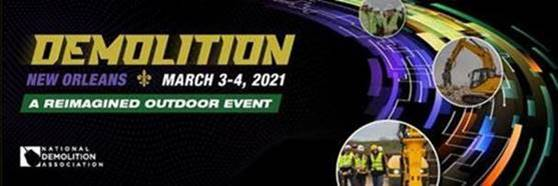 DEMOLITION
NEW ORLEANS MARCH 3-4, 2021
A REIMAGINED OUTDOOR EVENT
NATIONAL
DEMOLITION
ASSOCIATION